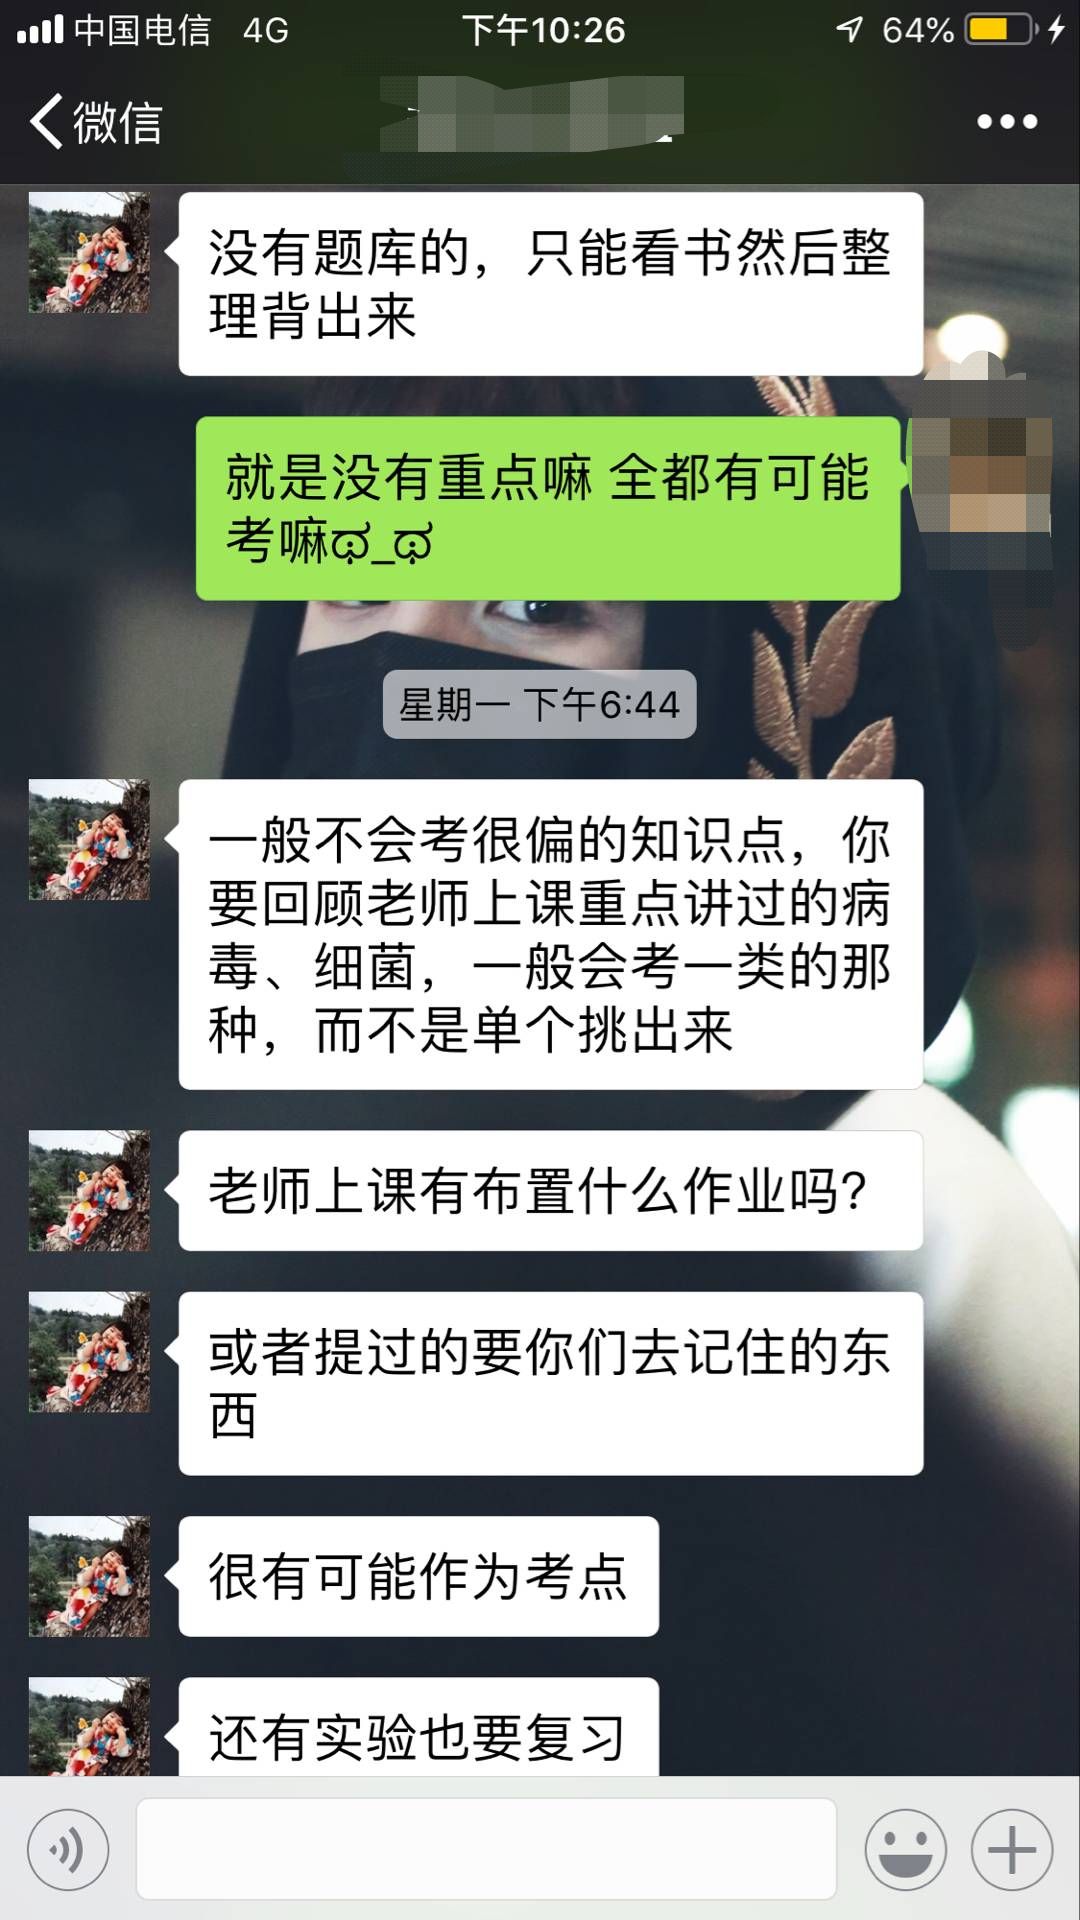 中国电信 4G 下午10:26 64%
微信
没有题库的，只能看书然后整
理背出来
就是没有重点嘛 全都有可能
考嘛ಥ_ಥ
星期一 下午6:44
一般不会考很偏的知识点，你
要回顾老师上课重点讲过的病
毒、细菌，一般会考一类的那
种，而不是单个挑出来
老师上课有布置什么作业吗？
或者提过的要你们去记住的东
西
很有可能作为考点
还有实验也要复习